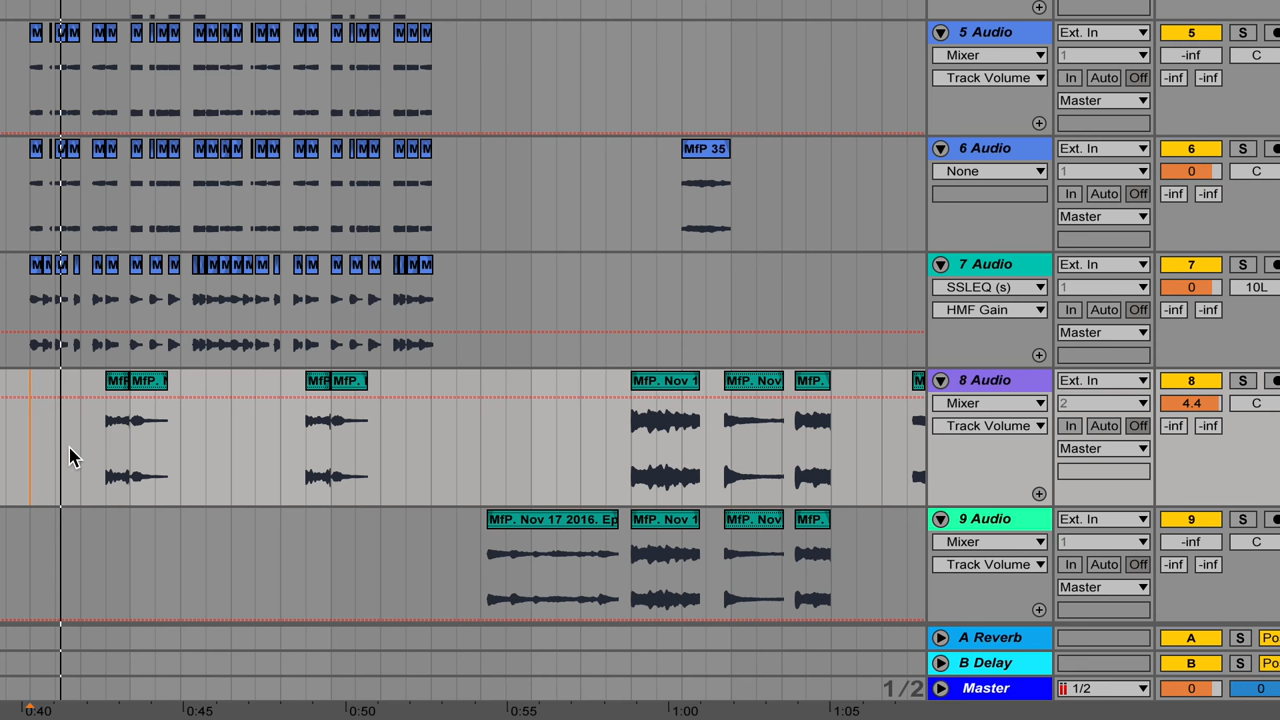 M M M M M M M M M M M M M M M M M M M M M M
5 Audio Ext. In 5 S
Mixer 1 -inf C
Track Volume In Auto Off -inf -inf
Master
M M M M M M M M M M M M M M M M M M M M M M MfP 35 6 Audio Ext. In 6 S
None 1 0 C
In Auto Off -inf -inf
Master
7 Audio Ext. In 7 S
SSLEQ (s) 1 0 10L
HMF Gain In Auto Off -inf -inf
Master
MfP MfP. MfP MfP. MfP. Nov 1 MfP. Nov MfP. M 8 Audio Ext. In 8 S
Mixer 2 4.4 C
Track Volume In Auto Off -inf -inf
Master
MfP. Nov 17 2016. Ep MfP. Nov 1 MfP. Nov MfP. 9 Audio Ext. In 9 S
Mixer 1 -inf C
Track Volume In Auto Off -inf -inf
Master
A Reverb A S Po
B Delay B S Po
1/2 Master 1/2 0 0
0:40 0:45 0:50 0:55 1:00 1:05